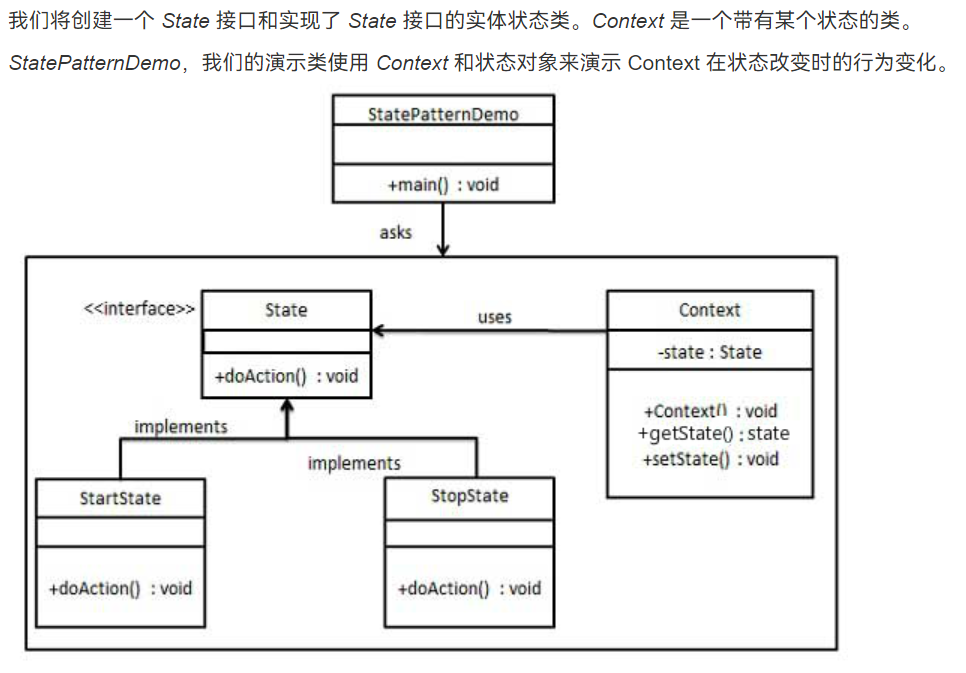 我们将创建一个 State 接口和实现了 State 接口的实体状态类。Context 是一个带有某个状态的类。
StatePatternDemo，我们的演示类使用 Context 和状态对象来演示 Context 在状态改变时的行为变化。
StatePatternDemo
+main() : void
asks
<<interface>>
State
+doAction() : void
uses
Context
-state : State
+Context() : void
+getState() : state
+setState() : void
implements
implements
StartState
+doAction() : void
StopState
+doAction() : void